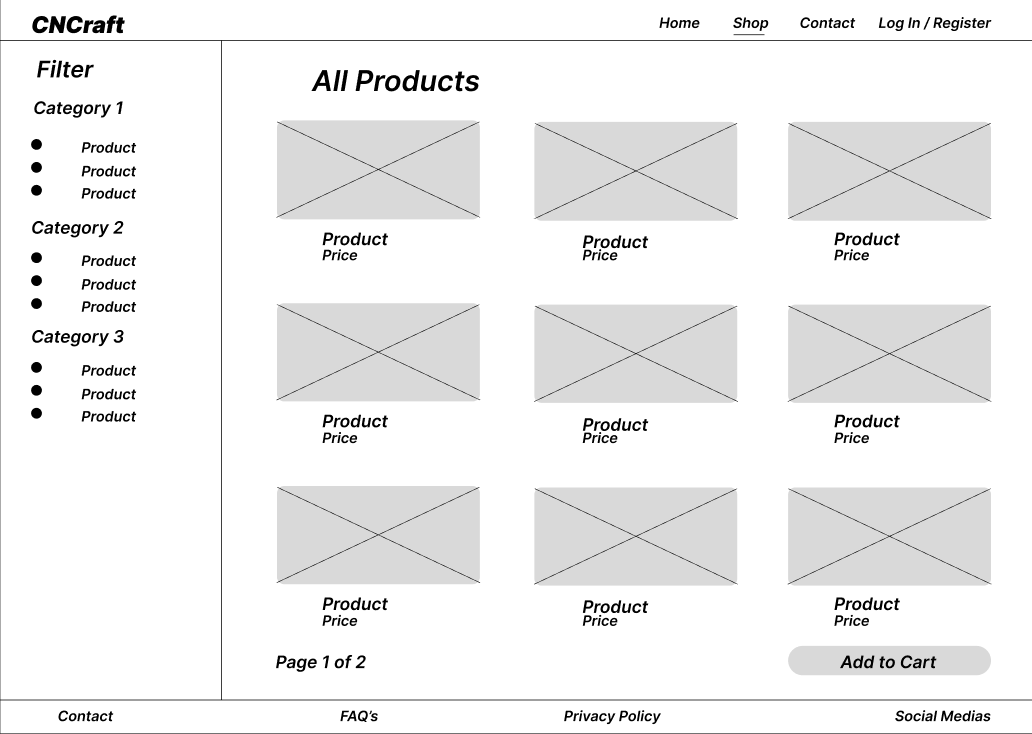 CNCraft
Home Shop Contact Log In / Register
Filter
Category 1
Product
Product
Product
Category 2
Product
Product
Product
Category 3
Product
Product
Product
All Products
Product Product Product
Price Price Price
Product Product Product
Price Price Price
Product Product Product
Price Price Price
Page 1 of 2 Add to Cart
Contact FAQ's Privacy Policy Social Medias